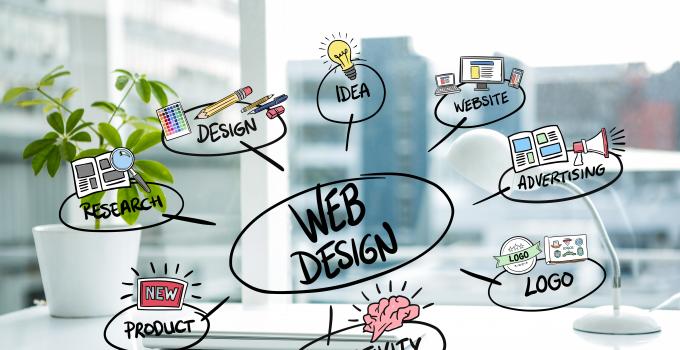 IDEA
DESIGN
WEBSITE
RESEARCH
ADVERTISING
WEB
DESIGN
LOGO
LOGO
NEW
PRODUCT